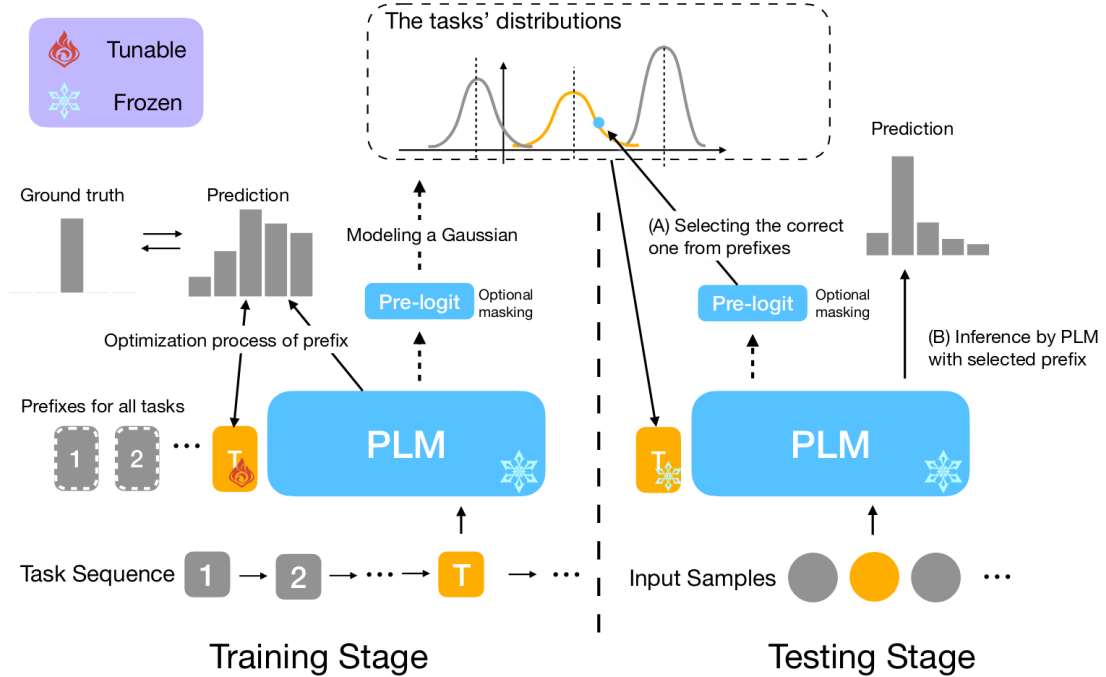 The tasks' distributions
Tunable
Frozen
Prediction
Ground truth
Prediction
(A) Selecting the correct
one from prefixes
Modeling a Gaussian
Pre-logit
Optional
masking
Pre-logit
Optional
masking
Optimization process of prefix
(B) Inference by PLM
with selected prefix
Prefixes for all tasks
1
2
...
T
PLM
T
PLM
Task Sequence
1
2
...
T
...
Input Samples
...
Training Stage
Testing Stage